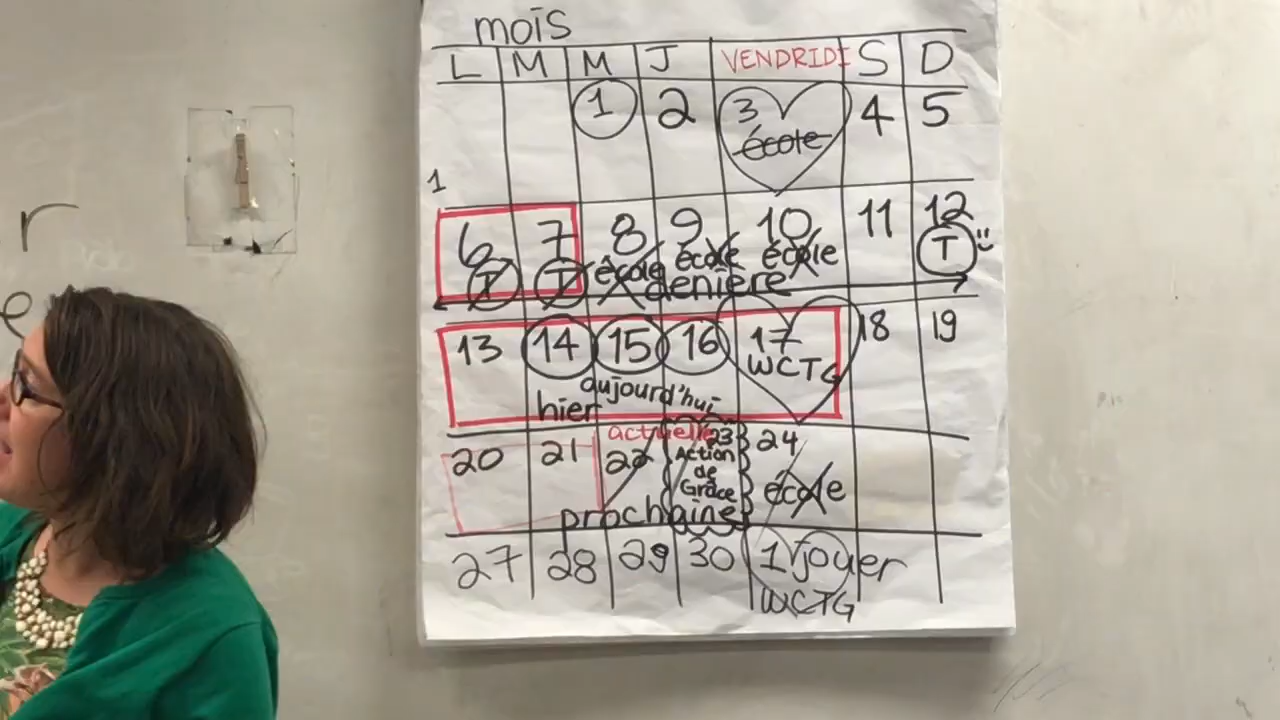 mois
L M M J VENDRIDI S D
1 2 3 4 5
école
1
6 7 8 9 10 11 12
T T école école école T
denière
13 14 15 16 17 18 19
WCTG
aujourd'hui
hier
actuelle
20 21 22 23 24
Action
de
Grâce
école
prochaine
27 28 29 30 1 jouer
WCTG
r
e